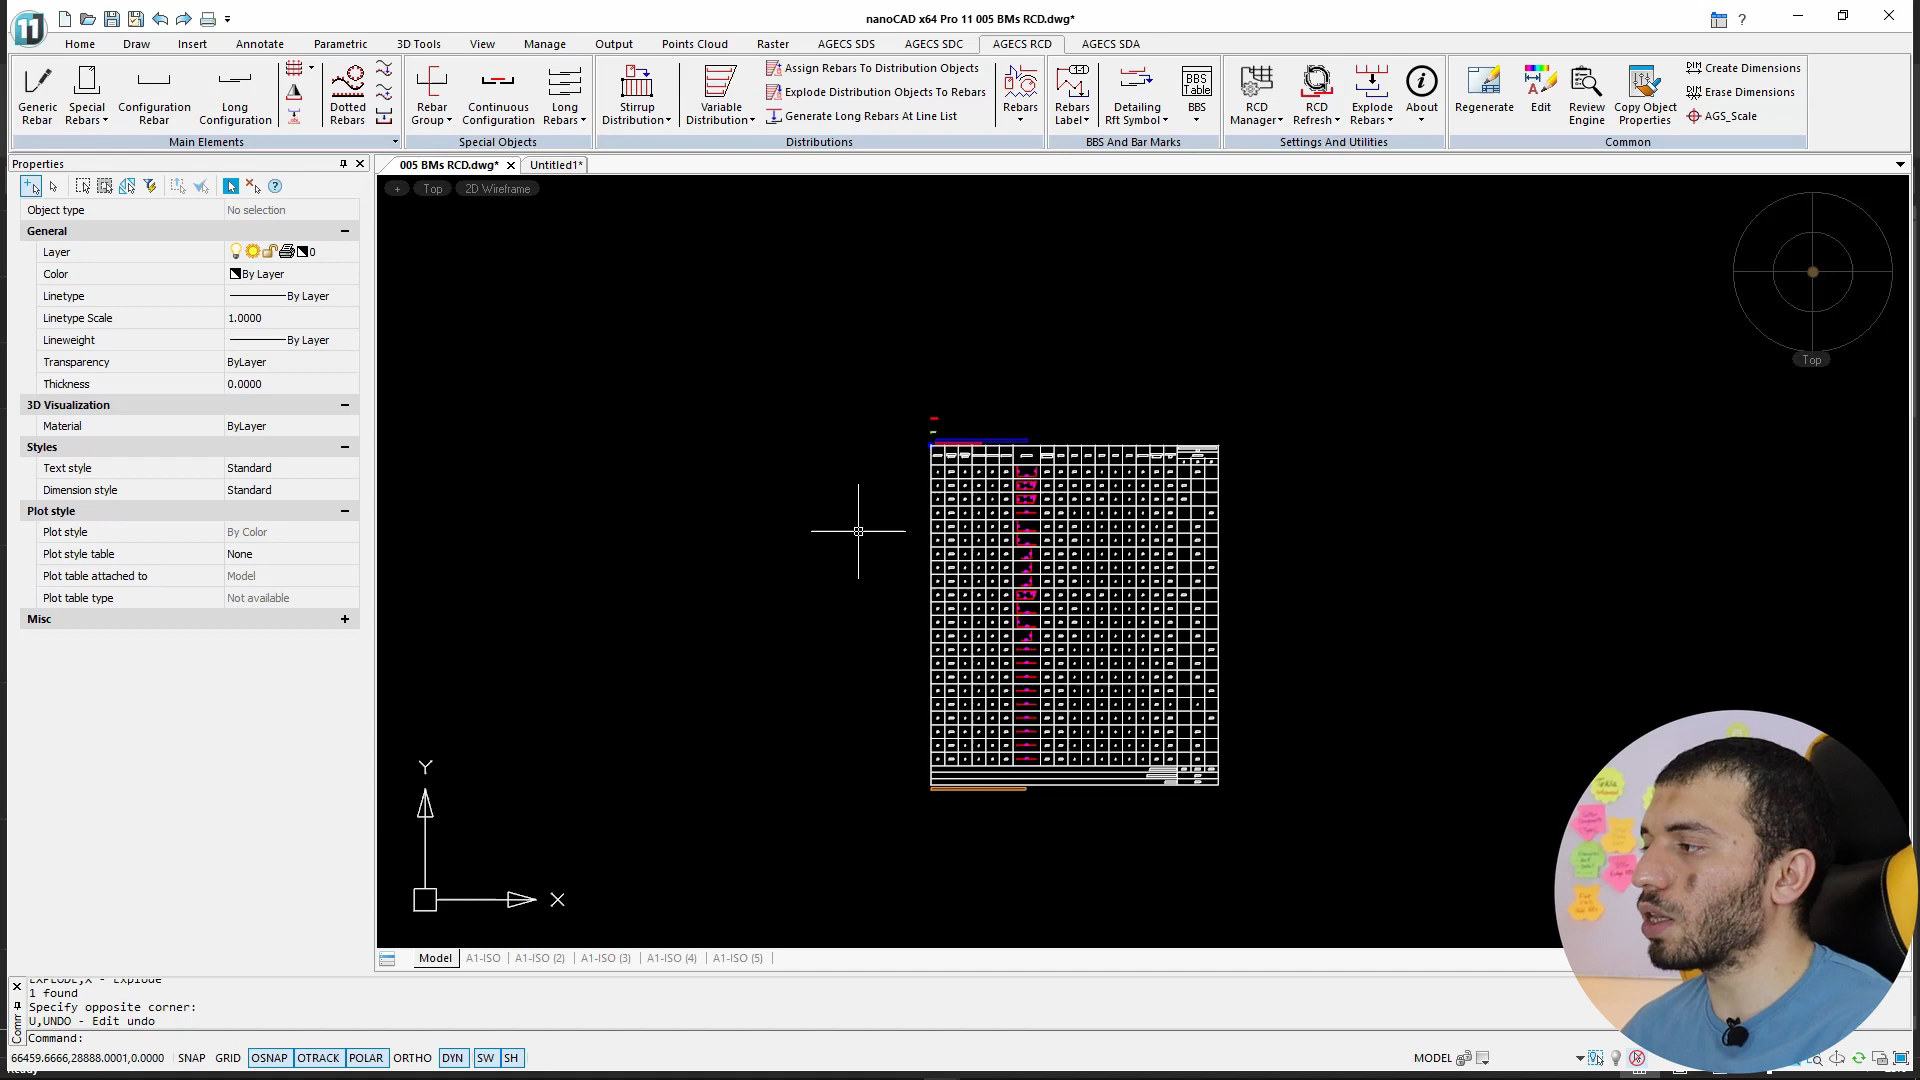 nanoCAD x64 Pro 11 005 BMs RCD.dwg*
Home Draw Insert Annotate Parametric 3D Tools View Manage Output Points Cloud Raster AGECS SDS AGECS SDC AGECS RCD AGECS SDA
Generic Rebar
Special Rebars
Configuration Rebar
Long Configuration
Dotted Rebars
Main Elements
Rebar Group
Continuous Configuration
Long Rebars
Special Objects
Stirrup Distribution
Variable Distribution
Assign Rebars To Distribution Objects
Explode Distribution Objects To Rebars
Generate Long Rebars At Line List
Rebars
Distributions
Rebars Label
Detailing Rft Symbol
BBS Table
BBS
BBS And Bar Marks
RCD Manager
RCD Refresh
Explode Rebars
About
Settings And Utilities
Regenerate
Edit
Review Engine
Copy Object Properties
Create Dimensions
Erase Dimensions
AGS_Scale
Common
Properties
005 BMs RCD.dwg*
Untitled1*
+ Top 2D Wireframe
Object type No selection
General
Layer 0
Color By Layer
Linetype By Layer
Linetype Scale 1.0000
Lineweight By Layer
Transparency ByLayer
Thickness 0.0000
3D Visualization
Material ByLayer
Styles
Text style Standard
Dimension style Standard
Plot style
Plot style By Color
Plot style table None
Plot table attached to Model
Plot table type Not available
Misc
Top
Y
X
Model A1-ISO A1-ISO (2) A1-ISO (3) A1-ISO (4) A1-ISO (5)
EXPLODE,X - Explode
1 found
Specify opposite corner:
U,UNDO - Edit undo
Command:
66459.6666,28888.0001,0.0000 SNAP GRID OSNAP OTRACK POLAR ORTHO DYN SW SH MODEL